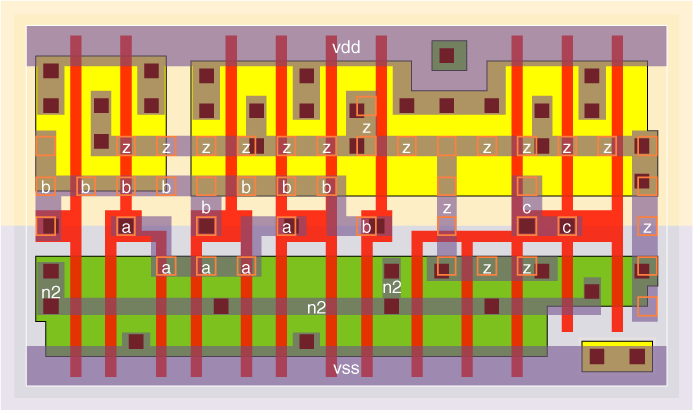 vdd
z
z z z z z z z z z z z
b b b b b b b
b z c
a a b c z
a a a z z
n2 n2
n2
vss